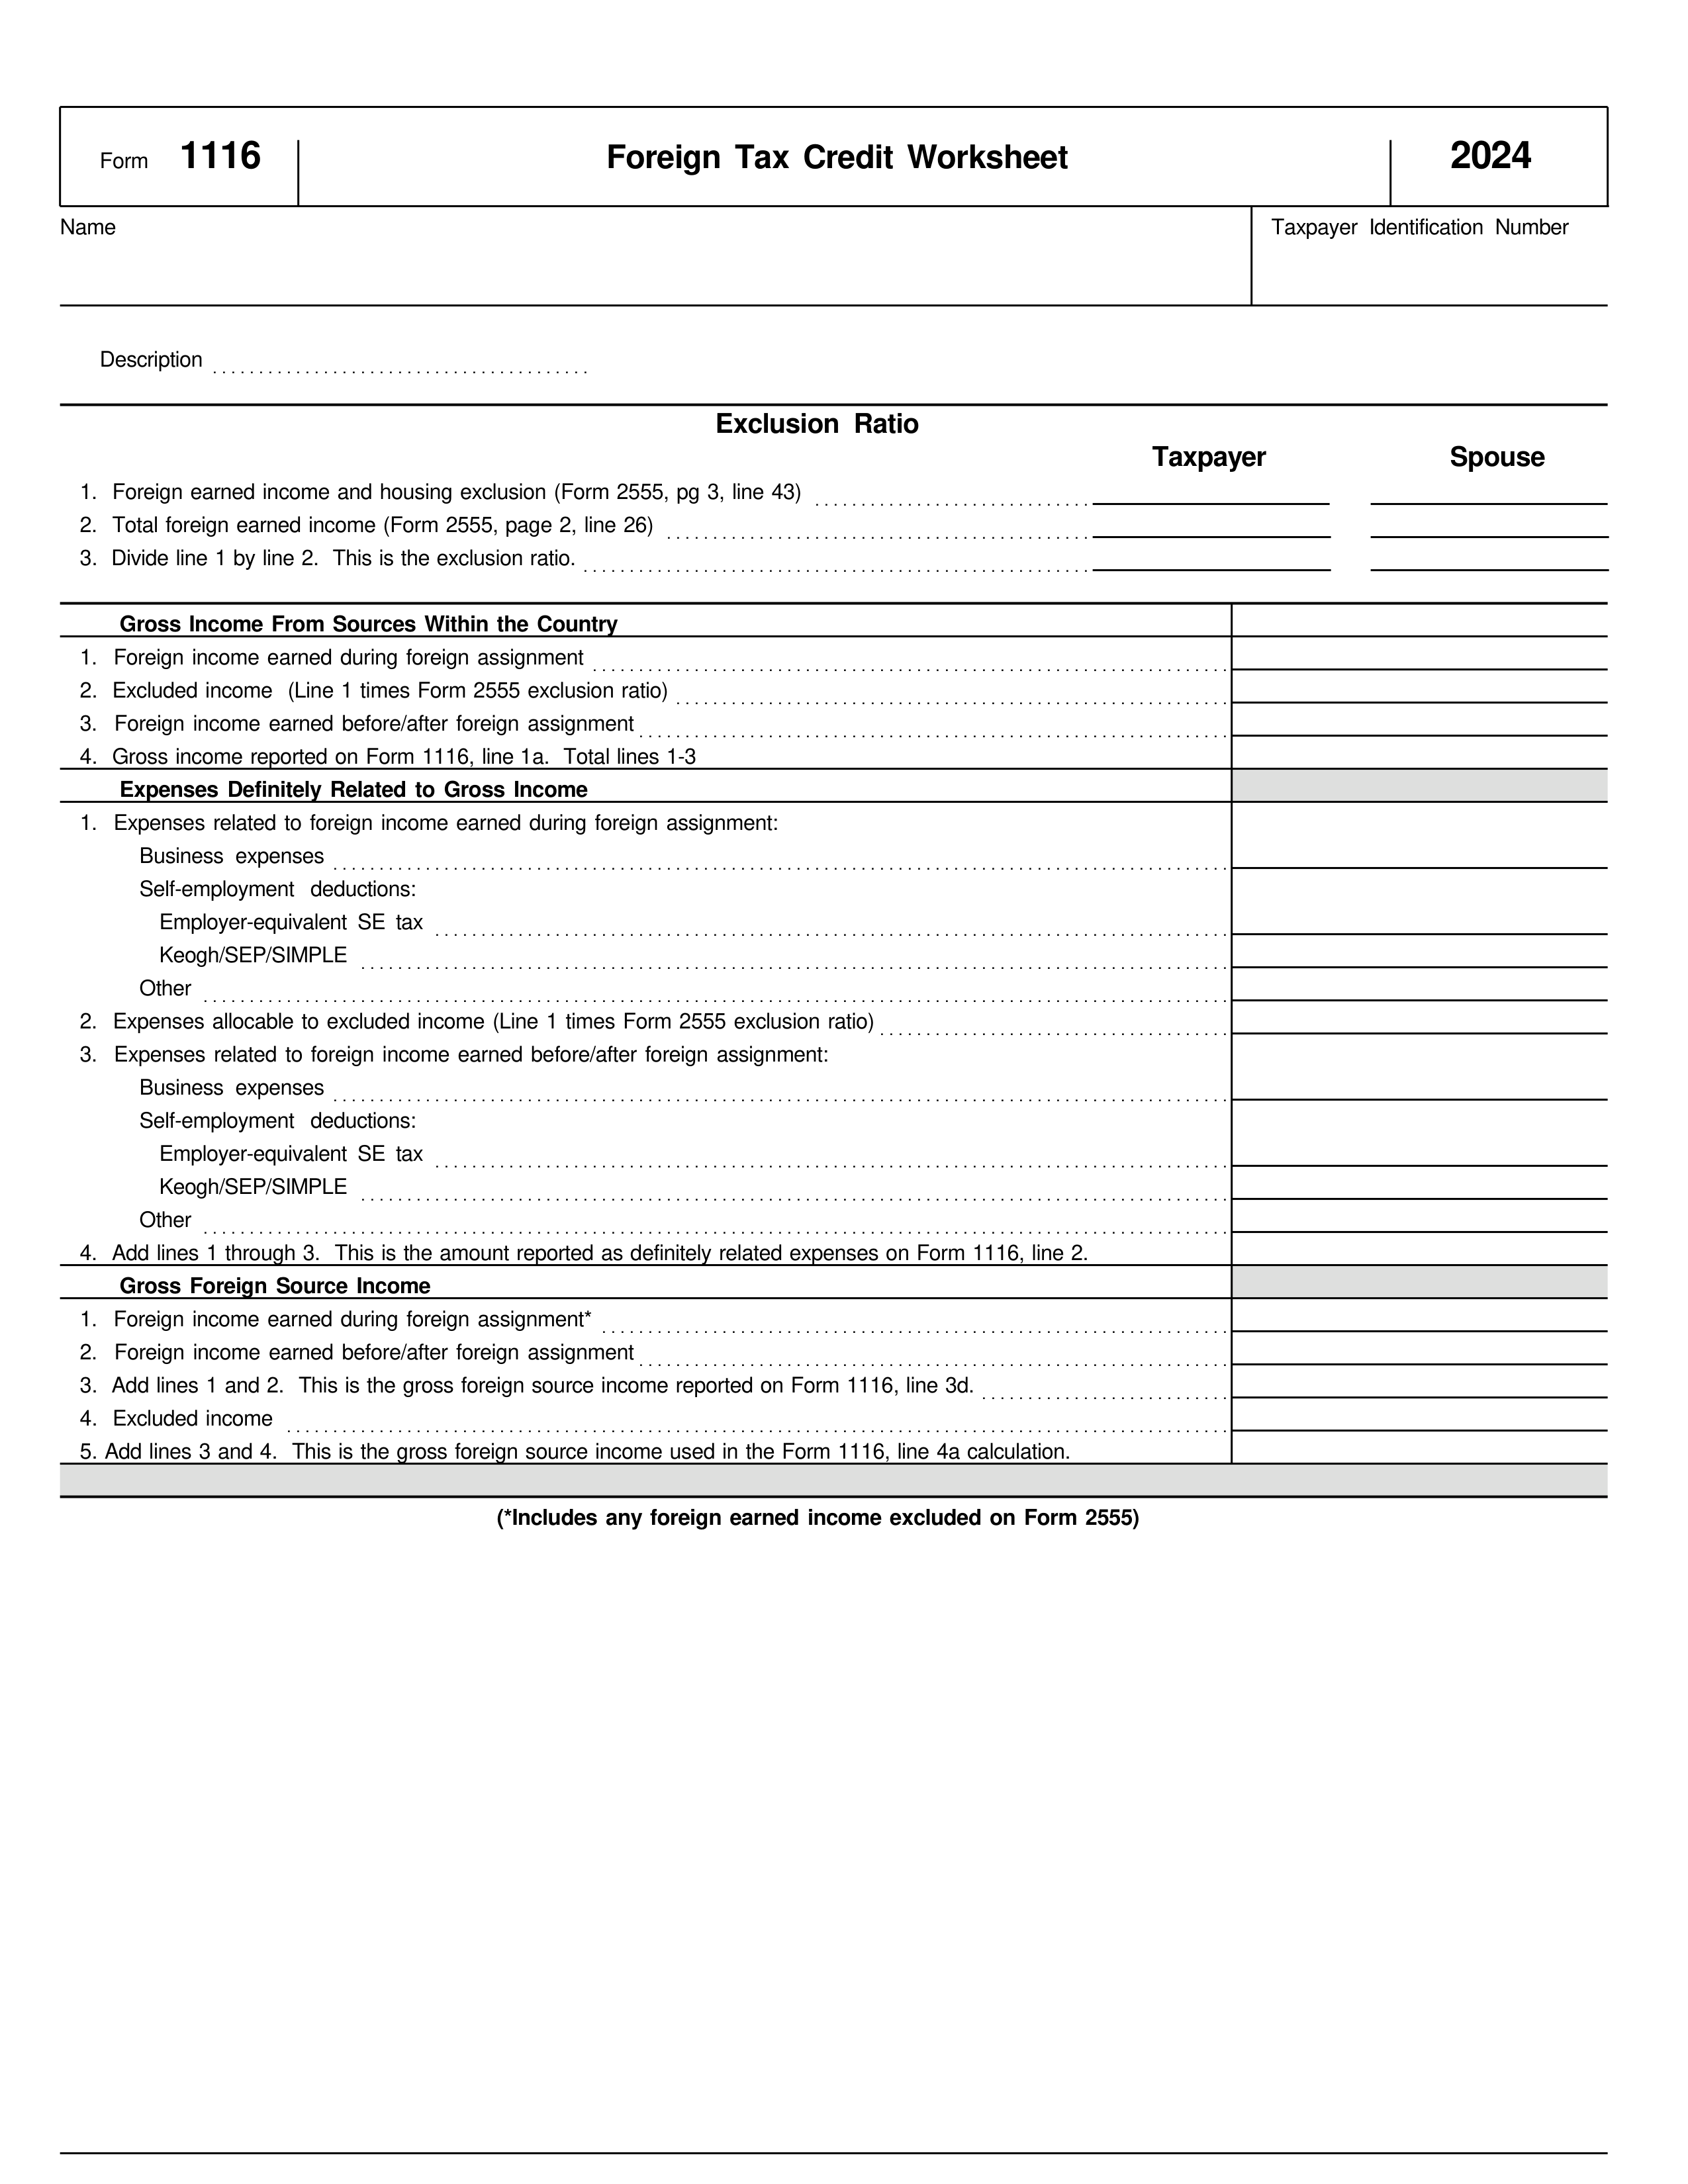 Form 1116 Foreign Tax Credit Worksheet 2024
Name Taxpayer Identification Number
Description
Exclusion Ratio
Taxpayer Spouse
1. Foreign earned income and housing exclusion (Form 2555, pg 3, line 43)
2. Total foreign earned income (Form 2555, page 2, line 26)
3. Divide line 1 by line 2. This is the exclusion ratio.
Gross Income From Sources Within the Country
1. Foreign income earned during foreign assignment
2. Excluded income (Line 1 times Form 2555 exclusion ratio)
3. Foreign income earned before/after foreign assignment
4. Gross income reported on Form 1116, line 1a. Total lines 1-3
Expenses Definitely Related to Gross Income
1. Expenses related to foreign income earned during foreign assignment:
Business expenses
Self-employment deductions:
Employer-equivalent SE tax
Keogh/SEP/SIMPLE
Other
2. Expenses allocable to excluded income (Line 1 times Form 2555 exclusion ratio)
3. Expenses related to foreign income earned before/after foreign assignment:
Business expenses
Self-employment deductions:
Employer-equivalent SE tax
Keogh/SEP/SIMPLE
Other
4. Add lines 1 through 3. This is the amount reported as definitely related expenses on Form 1116, line 2.
Gross Foreign Source Income
1. Foreign income earned during foreign assignment*
2. Foreign income earned before/after foreign assignment
3. Add lines 1 and 2. This is the gross foreign source income reported on Form 1116, line 3d.
4. Excluded income
5. Add lines 3 and 4. This is the gross foreign source income used in the Form 1116, line 4a calculation.
(*Includes any foreign earned income excluded on Form 2555)